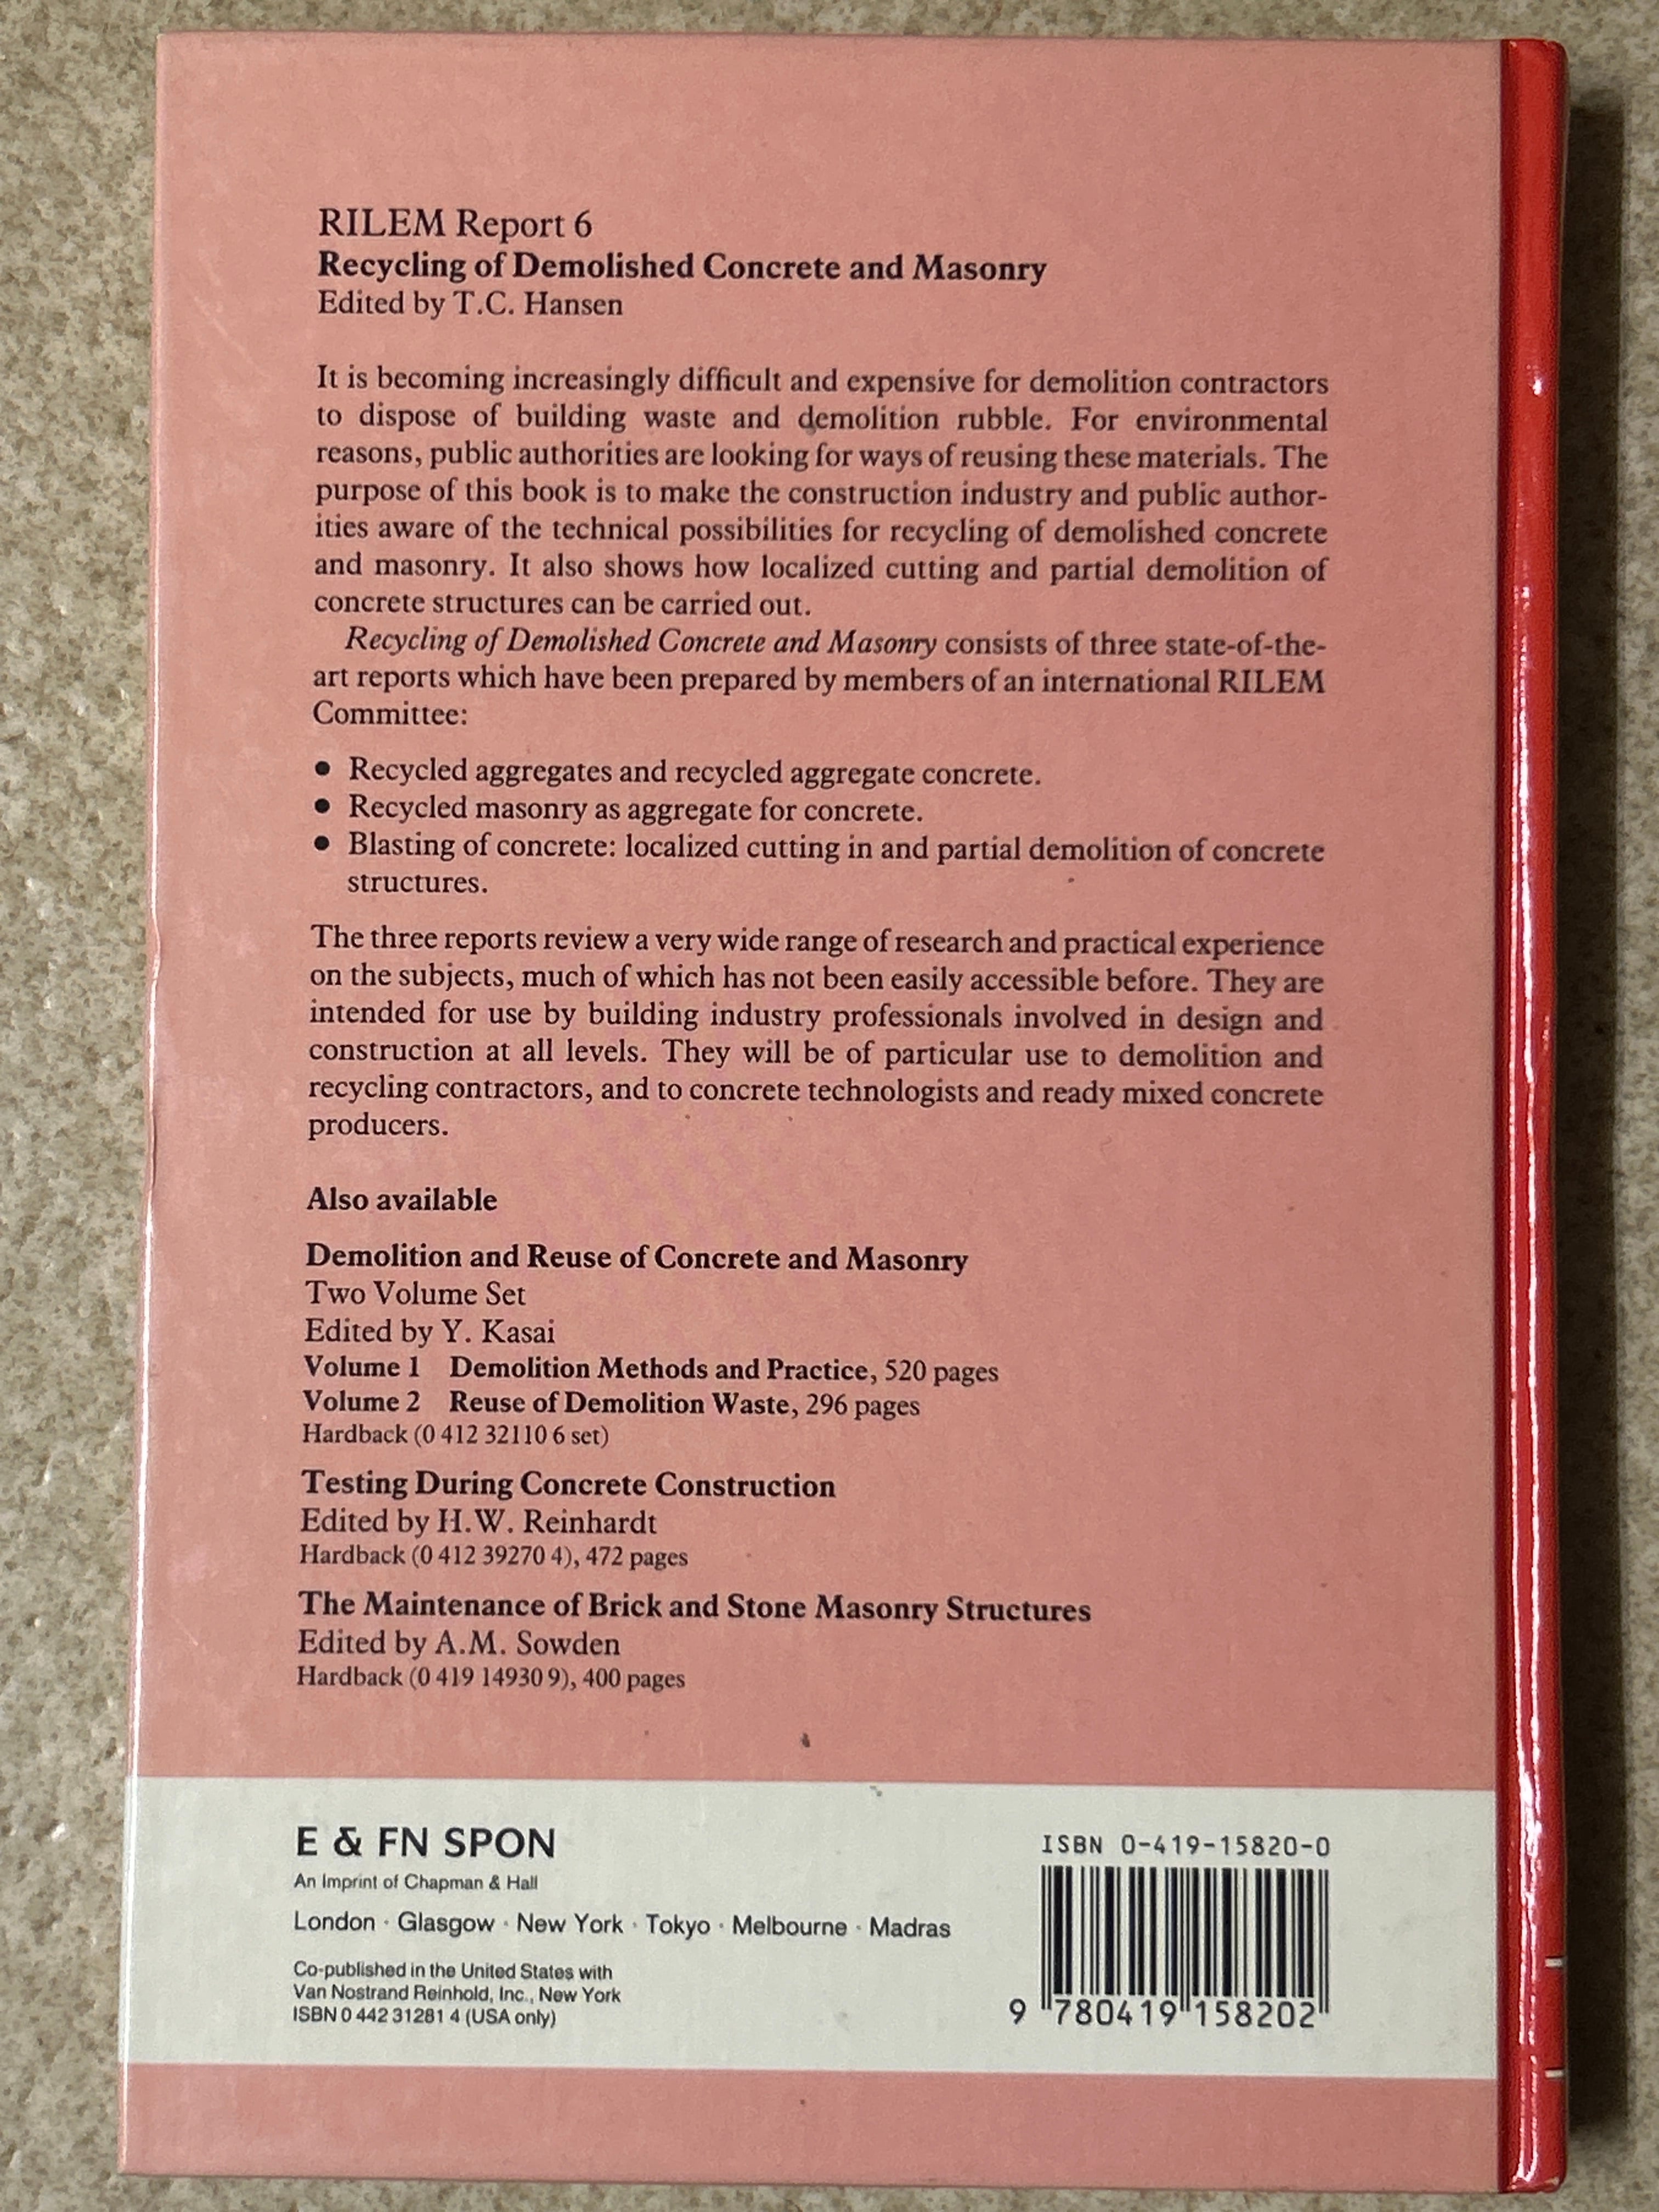 RILEM Report 6
Recycling of Demolished Concrete and Masonry
Edited by T.C. Hansen
It is becoming increasingly difficult and expensive for demolition contractors
to dispose of building waste and demolition rubble. For environmental
reasons, public authorities are looking for ways of reusing these materials. The
purpose of this book is to make the construction industry and public author-
ities aware of the technical possibilities for recycling of demolished concrete
and masonry. It also shows how localized cutting and partial demolition of
concrete structures can be carried out.
Recycling of Demolished Concrete and Masonry consists of three state-of-the-
art reports which have been prepared by members of an international RILEM
Committee:
● Recycled aggregates and recycled aggregate concrete.
● Recycled masonry as aggregate for concrete.
● Blasting of concrete: localized cutting in and partial demolition of concrete
structures.
The three reports review a very wide range of research and practical experience
on the subjects, much of which has not been easily accessible before. They are
intended for use by building industry professionals involved in design and
construction at all levels. They will be of particular use to demolition and
recycling contractors, and to concrete technologists and ready mixed concrete
producers.
Also available
Demolition and Reuse of Concrete and Masonry
Two Volume Set
Edited by Y. Kasai
Volume 1 Demolition Methods and Practice, 520 pages
Volume 2 Reuse of Demolition Waste, 296 pages
Hardback (0 412 32110 6 set)
Testing During Concrete Construction
Edited by H.W. Reinhardt
Hardback (0 412 39270 4), 472 pages
The Maintenance of Brick and Stone Masonry Structures
Edited by A.M. Sowden
Hardback (0 419 14930 9), 400 pages
E & FN SPON
An Imprint of Chapman & Hall
London · Glasgow · New York · Tokyo · Melbourne · Madras
Co-published in the United States with
Van Nostrand Reinhold, Inc., New York
ISBN 0 442 31281 4 (USA only)
ISBN 0-419-15820-0
9 780419 158202